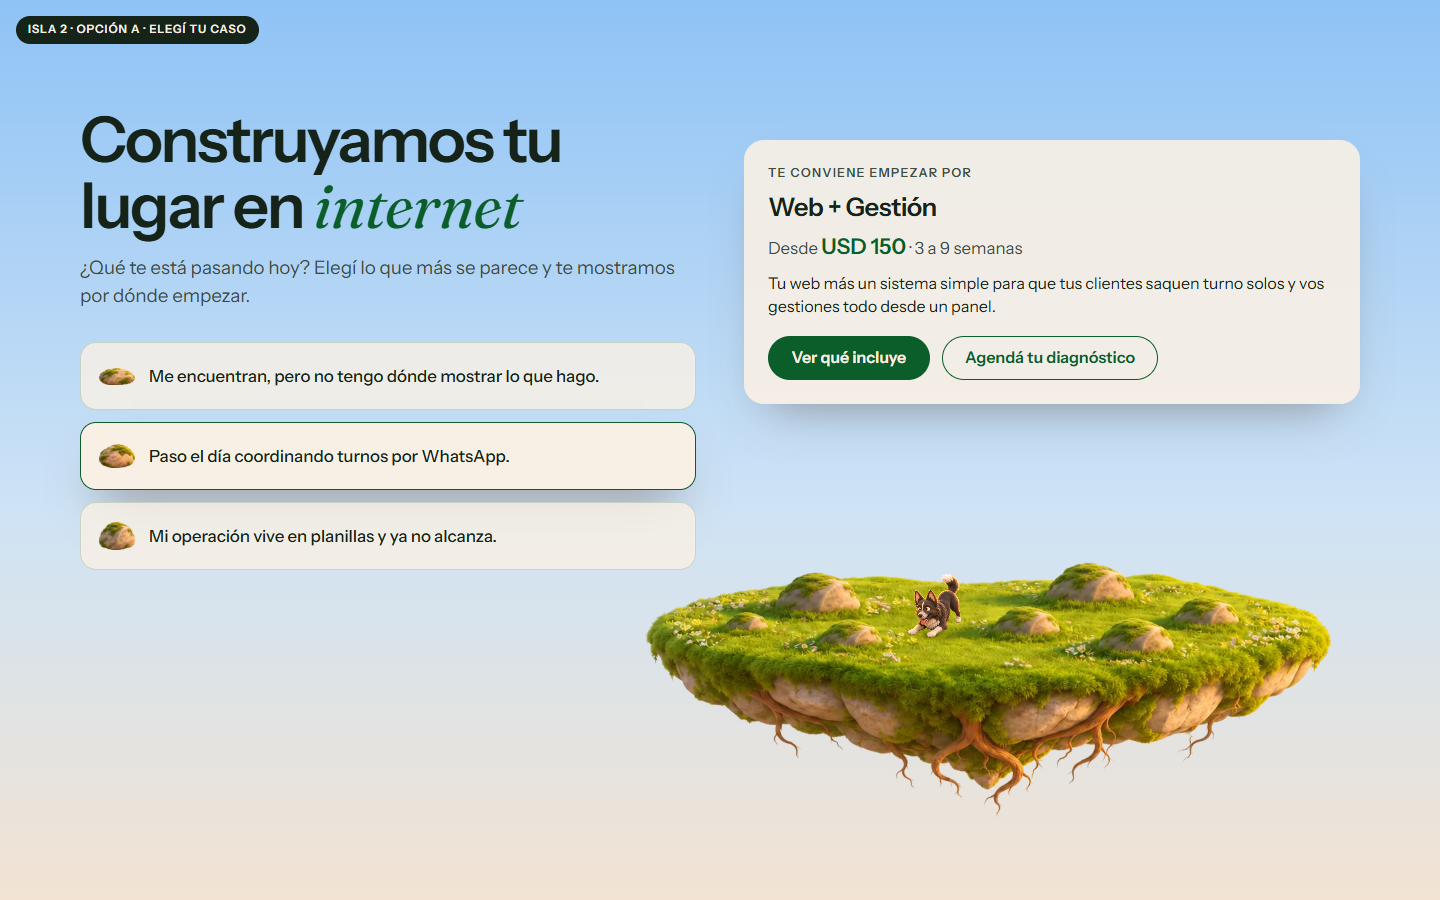 ISLA 2 · OPCIÓN A · ELEGÍ TU CASO
Construyamos tu
lugar en internet
¿Qué te está pasando hoy? Elegí lo que más se parece y te mostramos
por dónde empezar.
Me encuentran, pero no tengo dónde mostrar lo que hago.
Paso el día coordinando turnos por WhatsApp.
Mi operación vive en planillas y ya no alcanza.
TE CONVIENE EMPEZAR POR
Web + Gestión
Desde USD 150 · 3 a 9 semanas
Tu web más un sistema simple para que tus clientes saquen turno solos y vos
gestiones todo desde un panel.
Ver qué incluye
Agendá tu diagnóstico